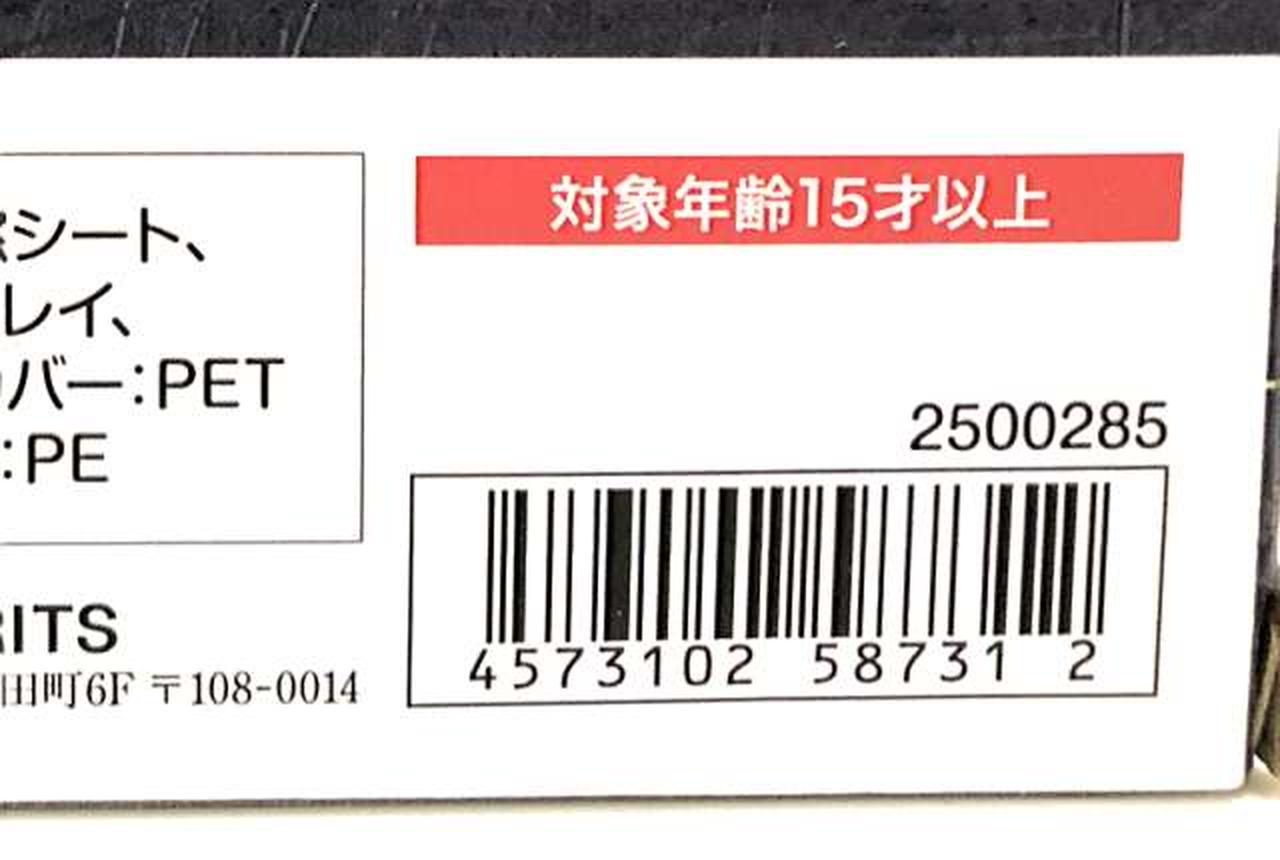 シート、
レイ、
バー:PET
:PE
RITS
田町6F 〒108-0014
対象年齢15才以上
2500285
4573102 58731 2